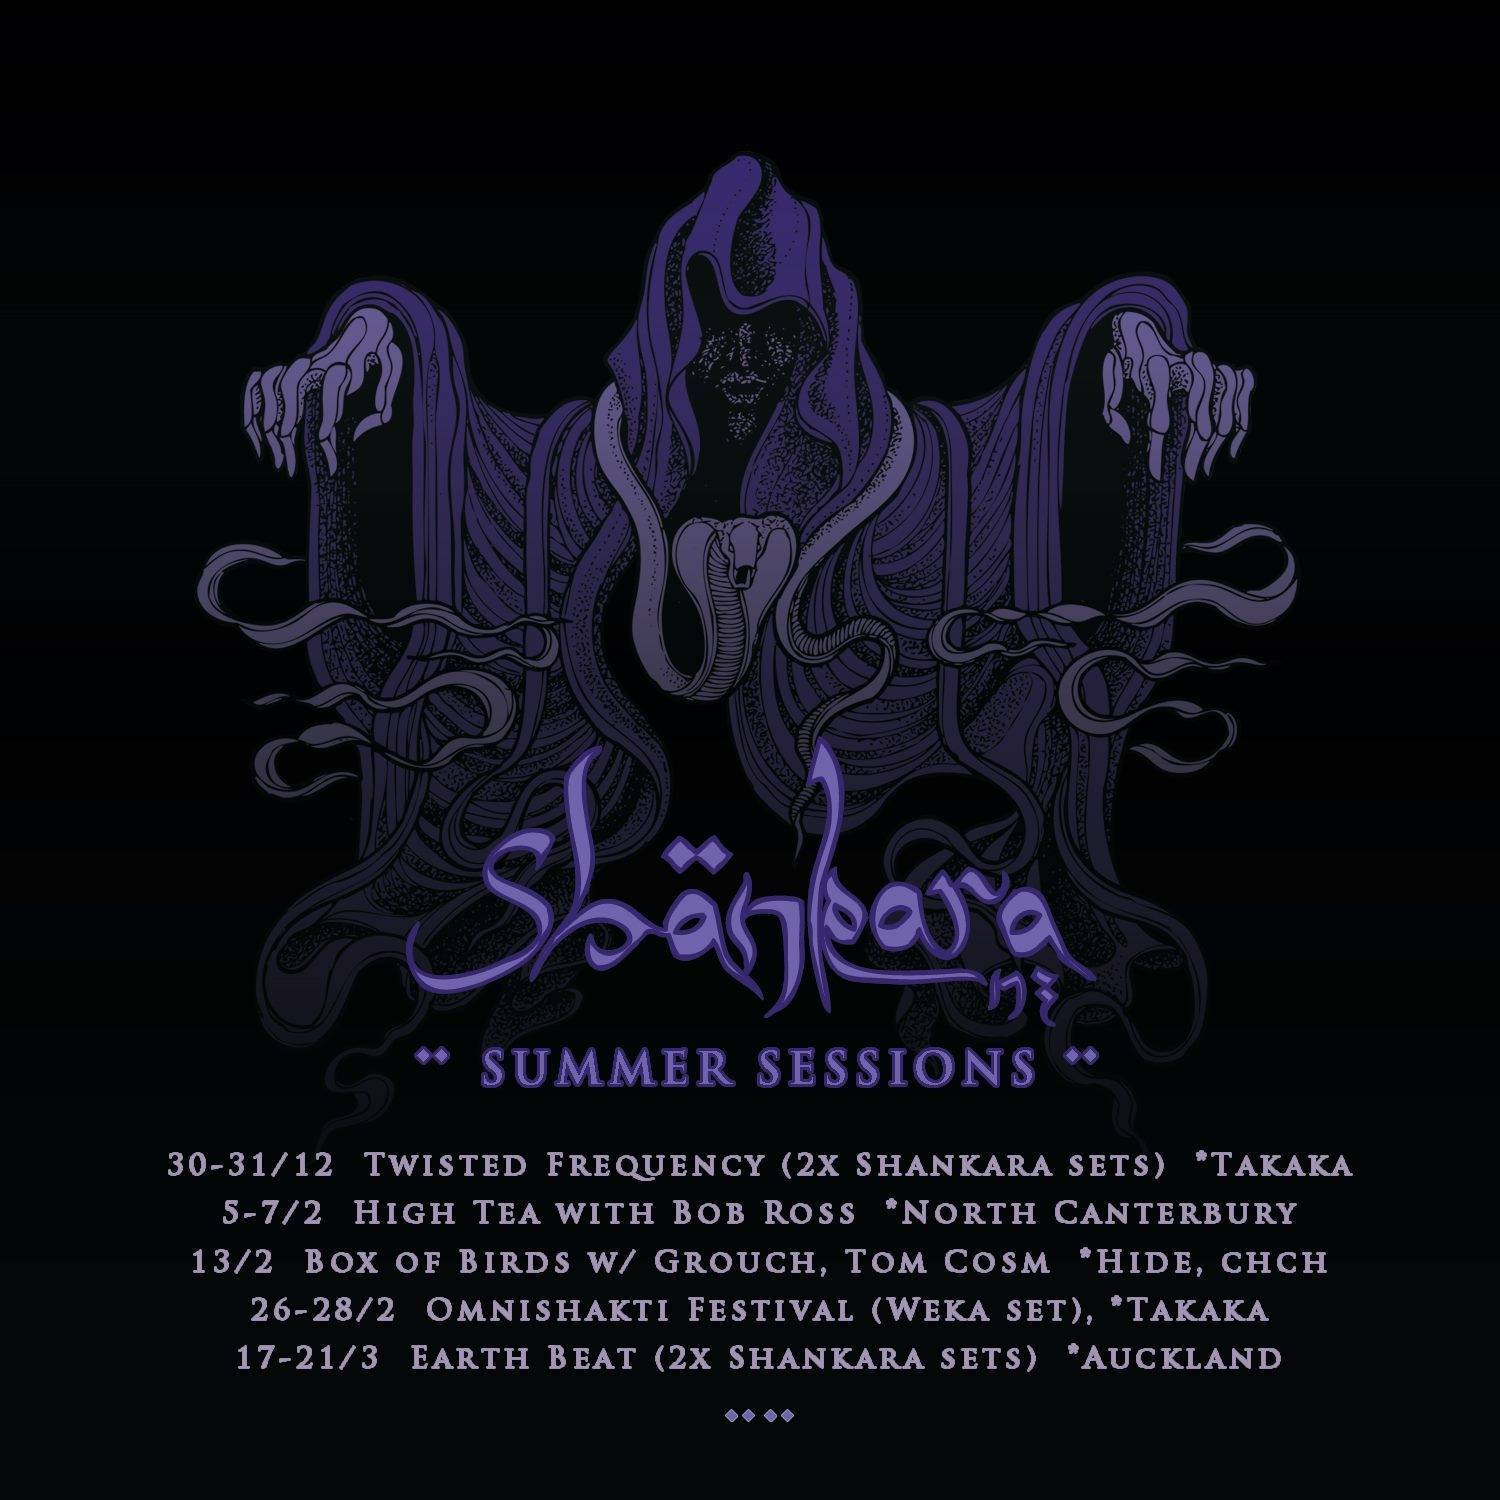 Shänkara
NZ
SUMMER SESSIONS
30-31/12 Twisted Frequency (2x Shankara sets) *Takaka
5-7/2 High Tea with Bob Ross *North Canterbury
13/2 Box of Birds w/ Grouch, Tom Cosm *Hide, chch
26-28/2 Omnishakti Festival (Weka set), *Takaka
17-21/3 Earth Beat (2x Shankara sets) *Auckland